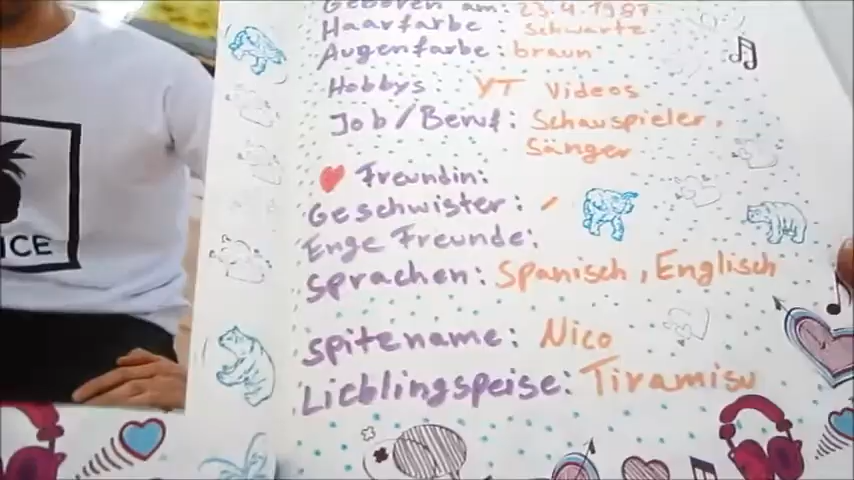 Geboren am: 23.4.1987
Haarfarbe: Schwartz
Augenfarbe: braun
Hobbys YT Videos
Job/Beruf: Schauspieler,
Sänger
Freundin:
Geschwister: /
Enge Freunde:
Sprachen: Spanisch, Englisch
Spitename: Nico
Lieblingspeise: Tiramisu
ICE